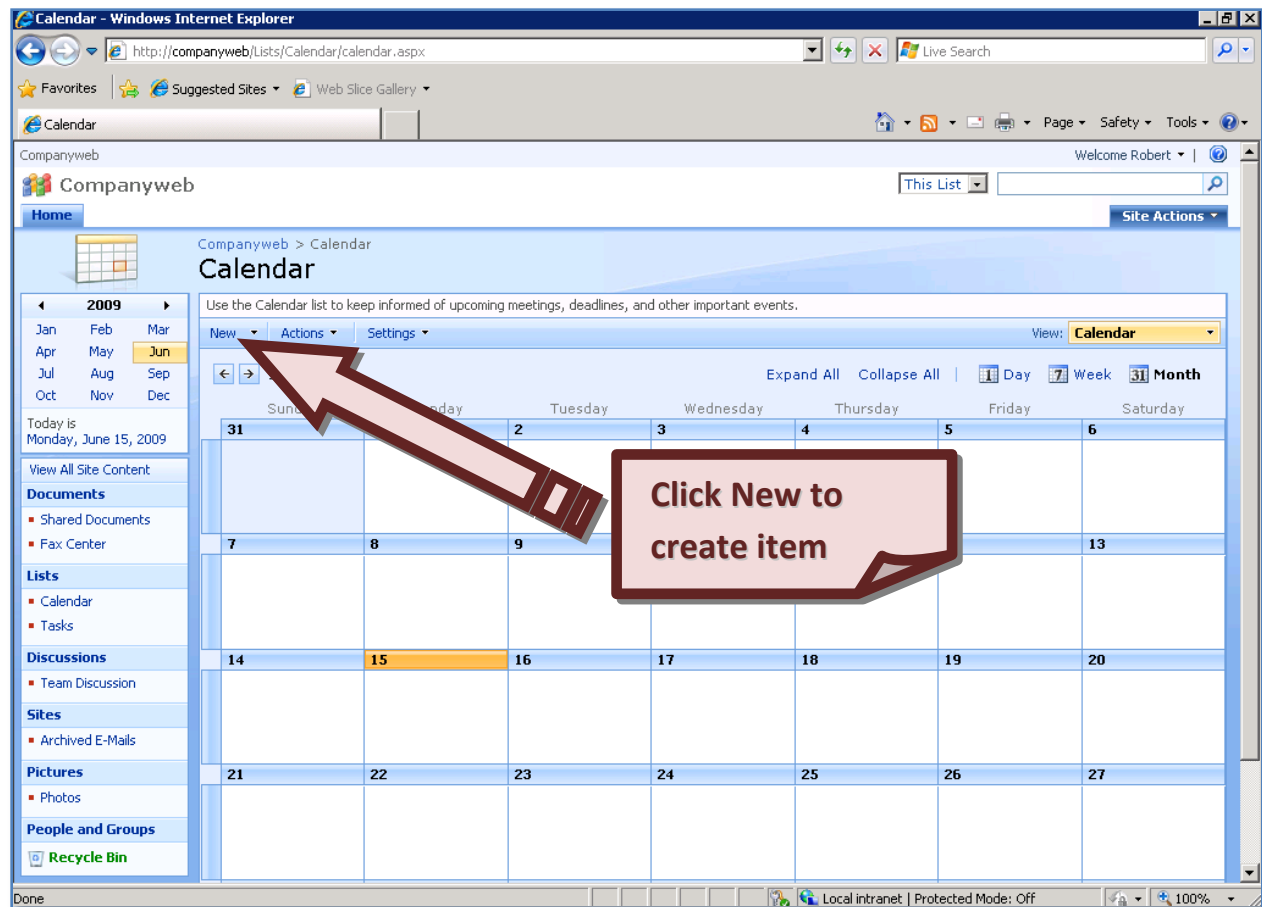 Calendar - Windows Internet Explorer
http://companyweb/Lists/Calendar/calendar.aspx
Live Search
Favorites Suggested Sites Web Slice Gallery
Calendar
Page Safety Tools
Companyweb
Welcome Robert |
Companyweb
This List
Home
Site Actions
Companyweb > Calendar
Calendar
2009
Jan Feb Mar
Apr May Jun
Jul Aug Sep
Oct Nov Dec
Today is
Monday, June 15, 2009
View All Site Content
Documents
Shared Documents
Fax Center
Lists
Calendar
Tasks
Discussions
Team Discussion
Sites
Archived E-Mails
Pictures
Photos
People and Groups
Recycle Bin
Use the Calendar list to keep informed of upcoming meetings, deadlines, and other important events.
New Actions Settings
View: Calendar
Expand All Collapse All | 1 Day 7 Week 31 Month
Tuesday Wednesday Thursday Friday Saturday
31 2 3 4 5 6
Click New to
create item
7 8 9 13
14 15 16 17 18 19 20
21 22 23 24 25 26 27
Done
Local intranet | Protected Mode: Off
100%